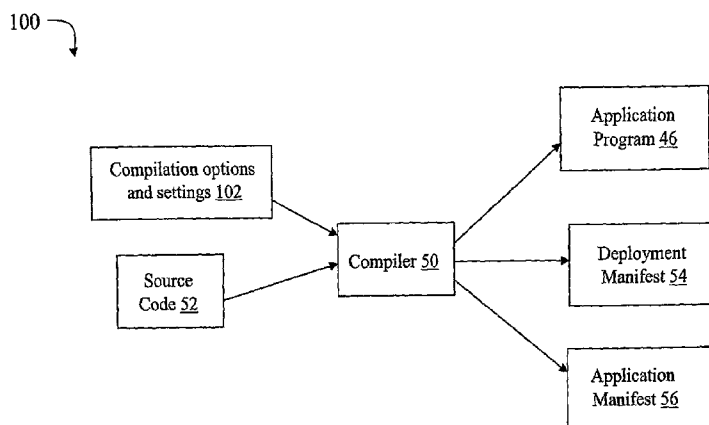 100
Application
Program 46
Compilation options
and settings 102
Compiler 50
Deployment
Manifest 54
Source
Code 52
Application
Manifest 56